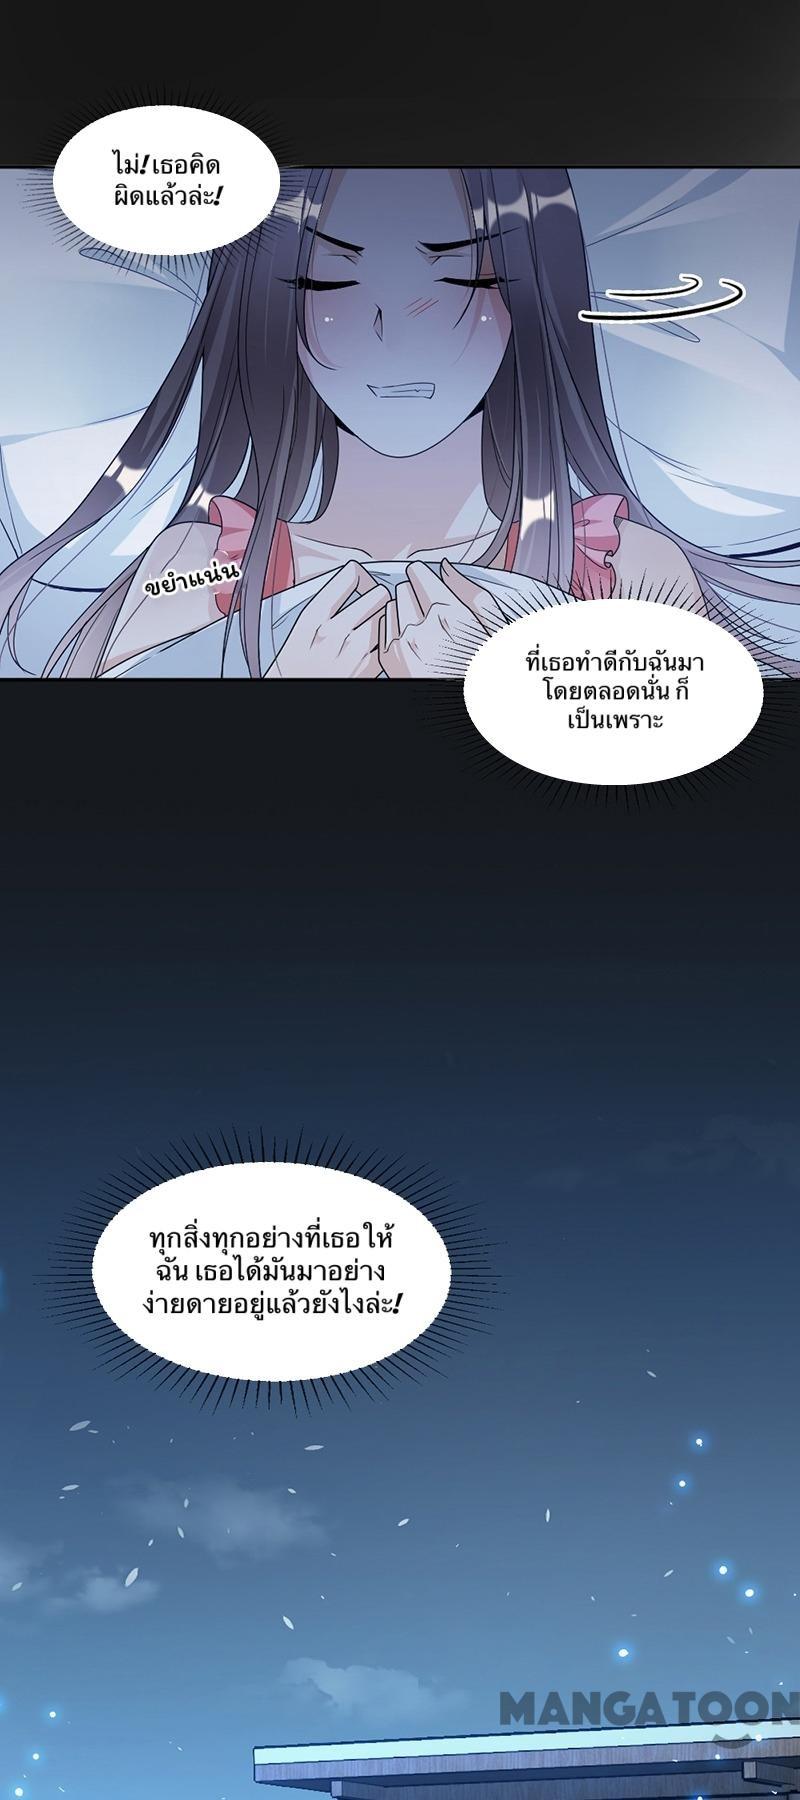 ไม่! เธอคิด
ผิดแล้วล่ะ!
ขยำแน่น
ที่เธอทำดีกับฉันมา
โดยตลอดนั่น ก็
เป็นเพราะ
ทุกสิ่งทุกอย่างที่เธอให้
ฉัน เธอได้มันมาอย่าง
ง่ายดายอยู่แล้วยังไงล่ะ!
MANGATOON